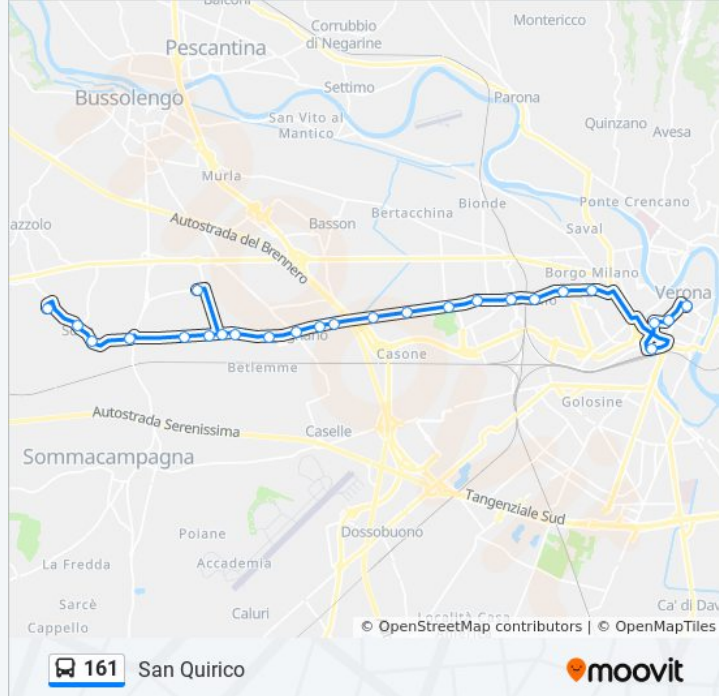 Corrubbio
di Negarine
Montericco
Pescantina
Settimo
Bussolengo
Parona
San Vito al
Mantico
Quinzano
Avesa
Murla
Ponte Crencano
Bionde
Bertacchina
Basson
Saval
azzolo
Autostrada del Brennero
Borgo Milano
Verona
Casone
Betlemme
Golosine
Autostrada Serenissima
Caselle
Sommacampagna
Tangenziale Sud
Poiane
Dossobuono
La Fredda
Accademia
Sarcè
Cappello
Caluri
Ca' di Dav
© OpenStreetMap contributors | © OpenMapTiles
161 San Quirico
moovit